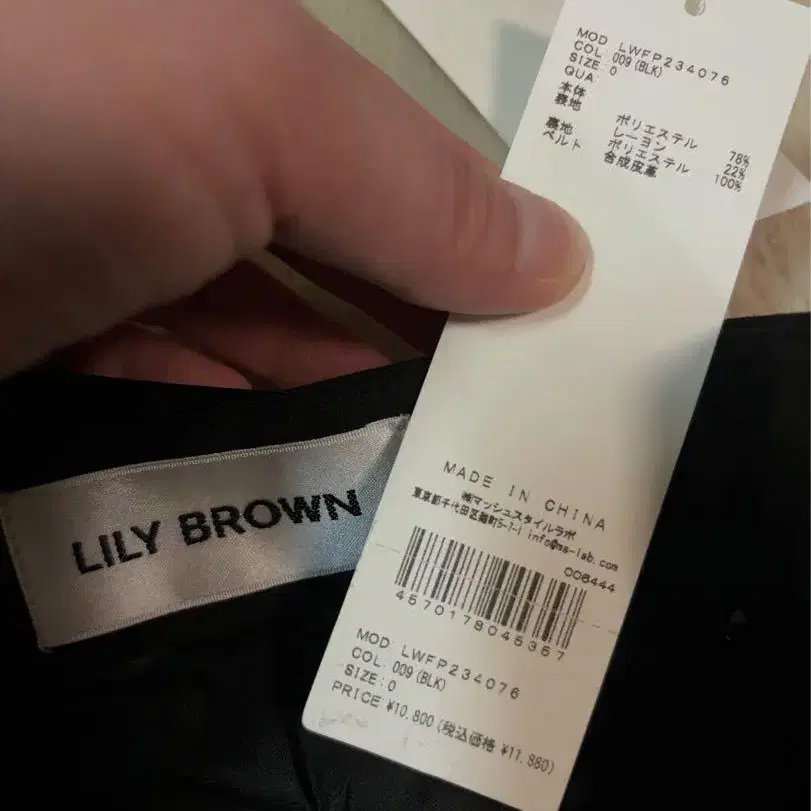 MOD LWFP234076
COL: 009(BLK)
SIZE: 0
QUA:
本体
裏地
裏地
ベルト
ポリエステル 78%
レーヨン 22%
ポリエステル 100%
合成皮革
MADE IN CHINA
㈱マッシュスタイルラボ
東京都千代田区麹町5-7-1 info@ms-lab.com
006444
4570178045367
MOD: LWFP234076
COL: 009(BLK)
SIZE: 0
PRICE: ¥10,800 (税込価格 ¥11,880)
LILY BROWN